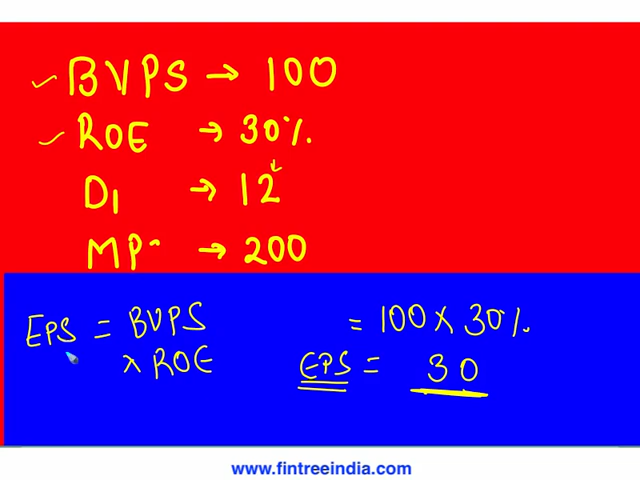 BVPS → 100
ROE → 30%.
D1 → 12
MP → 200
EPS = BVPS = 100 x 30%.
x ROE EPS = 30
www.fintreeindia.com